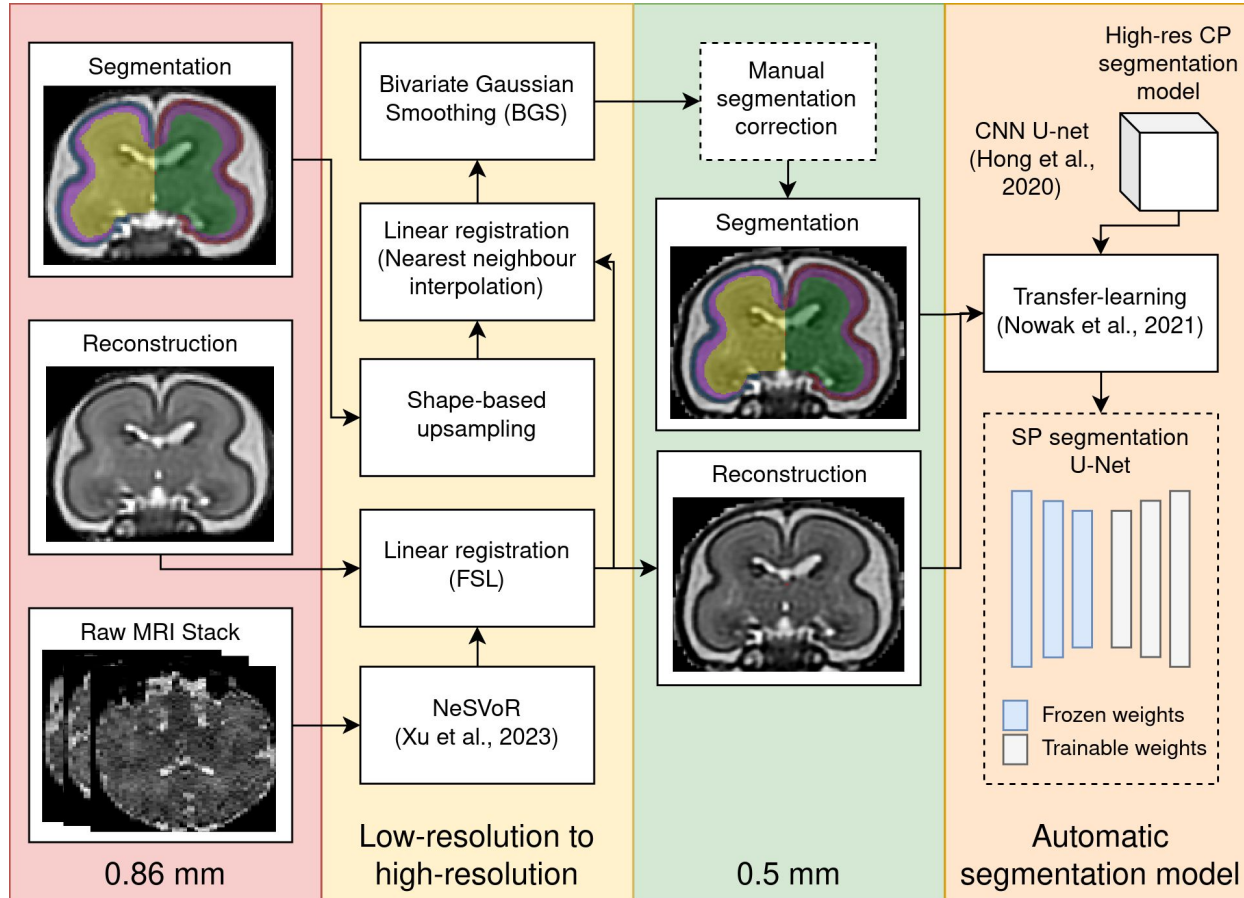 Segmentation
Reconstruction
Raw MRI Stack
0.86 mm
Bivariate Gaussian
Smoothing (BGS)
Linear registration
(Nearest neighbour
interpolation)
Shape-based
upsampling
Linear registration
(FSL)
NeSVoR
(Xu et al., 2023)
Low-resolution to
high-resolution
Manual
segmentation
correction
Segmentation
Reconstruction
0.5 mm
High-res CP
segmentation
model
CNN U-net
(Hong et al.,
2020)
Transfer-learning
(Nowak et al., 2021)
SP segmentation
U-Net
Frozen weights
Trainable weights
Automatic
segmentation model